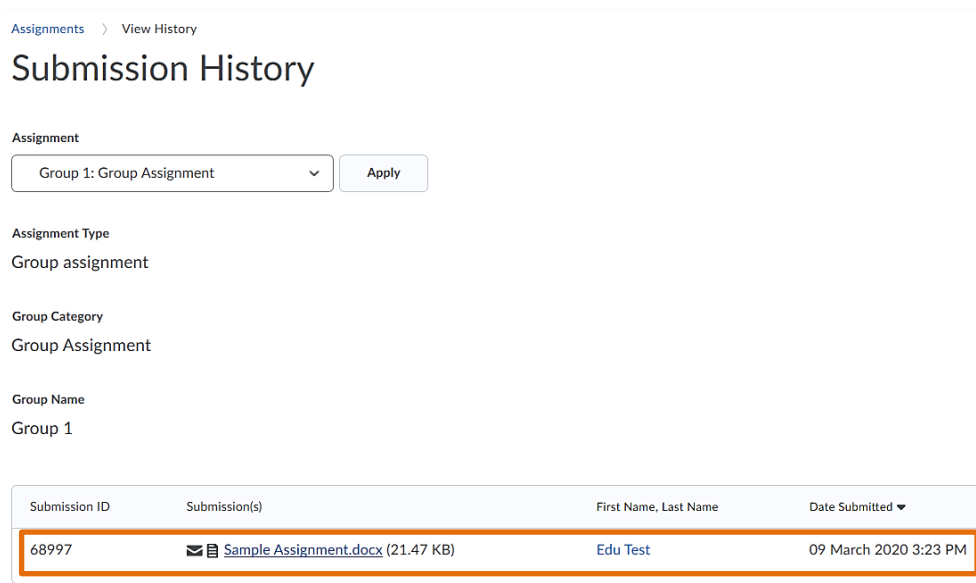 Assignments > View History
Submission History
Assignment
Group 1: Group Assignment Apply
Assignment Type
Group assignment
Group Category
Group Assignment
Group Name
Group 1
Submission ID Submission(s) First Name, Last Name Date Submitted
68997 Sample Assignment.docx (21.47 KB) Edu Test 09 March 2020 3:23 PM